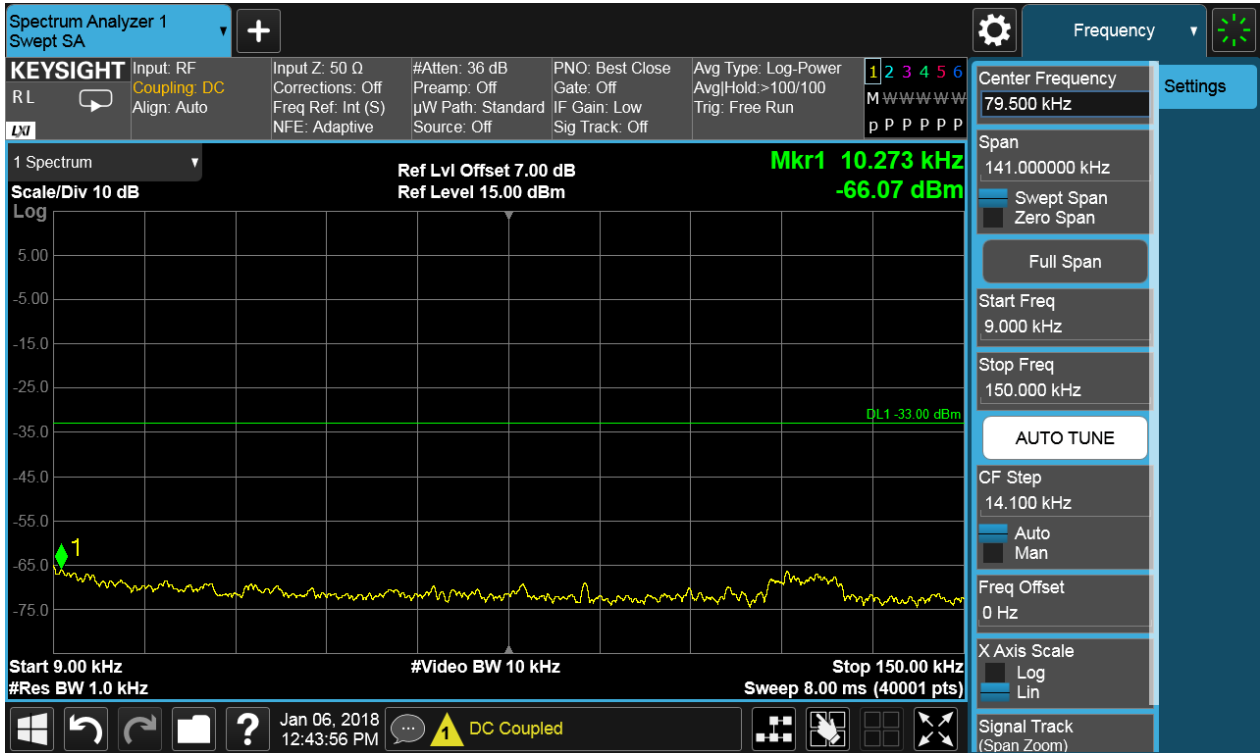 Spectrum Analyzer 1
Swept SA
Frequency
KEYSIGHT
RL
LXI
Input: RF
Coupling: DC
Align: Auto
Input Z: 50 Ω
Corrections: Off
Freq Ref: Int (S)
NFE: Adaptive
#Atten: 36 dB
Preamp: Off
µW Path: Standard
Source: Off
PNO: Best Close
Gate: Off
IF Gain: Low
Sig Track: Off
Avg Type: Log-Power
Avg|Hold:>100/100
Trig: Free Run
1 2 3 4 5 6
M W W W W W
p P P P P P
1 Spectrum
Scale/Div 10 dB
Log
Ref Lvl Offset 7.00 dB
Ref Level 15.00 dBm
Mkr1 10.273 kHz
-66.07 dBm
5.00
-5.00
-15.0
-25.0
-35.0
-45.0
-55.0
-65.0
-75.0
DL1 -33.00 dBm
1
Start 9.00 kHz
#Res BW 1.0 kHz
#Video BW 10 kHz
Stop 150.00 kHz
Sweep 8.00 ms (40001 pts)
Center Frequency
79.500 kHz
Span
141.000000 kHz
Swept Span
Zero Span
Full Span
Start Freq
9.000 kHz
Stop Freq
150.000 kHz
AUTO TUNE
CF Step
14.100 kHz
Auto
Man
Freq Offset
0 Hz
X Axis Scale
Log
Lin
Signal Track
(Span Zoom)
Settings
?
Jan 06, 2018
12:43:56 PM
1
DC Coupled